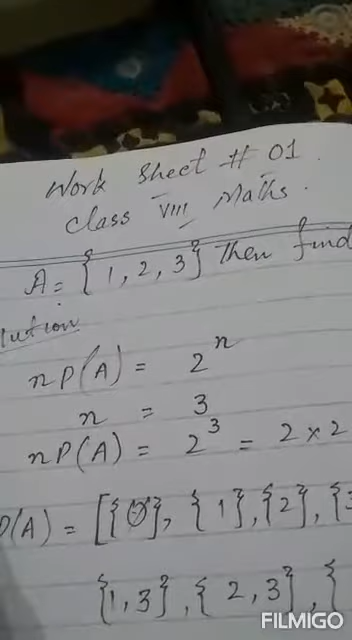 Work Sheet # 01
Class VIII Maths.
A = { 1, 2, 3 } Then find
lution
nP(A) = 2^n
n = 3
nP(A) = 2^3 = 2 × 2
P(A) = [{ }, {1}, {2}, {3
{1, 3}, {2, 3}, {
FILMIGO